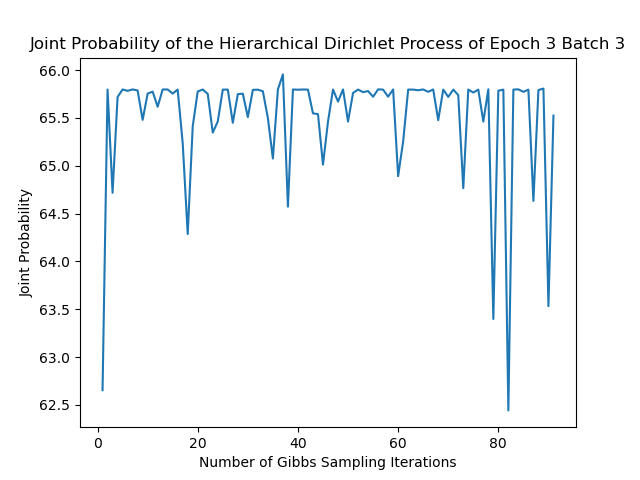 Joint Probability of the Hierarchical Dirichlet Process of Epoch 3 Batch 3
66.0
65.5
65.0
64.5
64.0
63.5
63.0
62.5
Joint Probability
0 20 40 60 80
Number of Gibbs Sampling Iterations